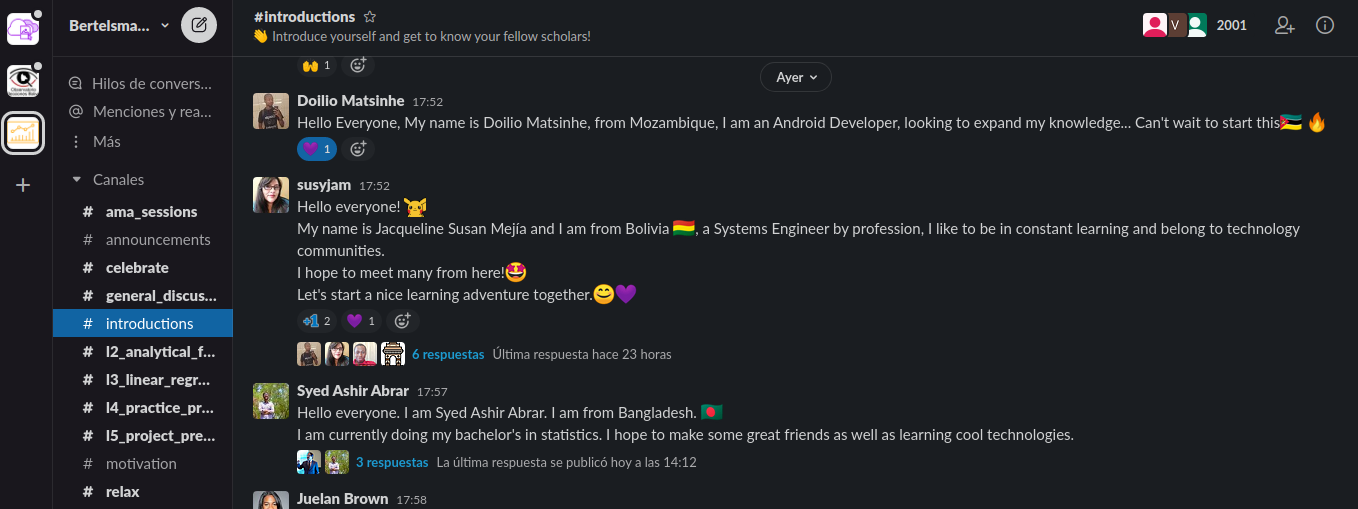 Bertelsma...
Hilos de convers...
Menciones y rea...
Más
Canales
# ama_sessions
# announcements
# celebrate
# general_discus...
# introductions
# l2_analytical_f...
# l3_linear_regr...
# l4_practice_pr...
# l5_project_pre...
# motivation
# relax
#introductions
👋 Introduce yourself and get to know your fellow scholars!
V 2001
🙌 1
Ayer
Doilio Matsinhe 17:52
Hello Everyone, My name is Doilio Matsinhe, from Mozambique, I am an Android Developer, looking to expand my knowledge... Can't wait to start this🇲🇿 🔥
💜 1
susyjam 17:52
Hello everyone!
My name is Jacqueline Susan Mejía and I am from Bolivia 🇧🇴, a Systems Engineer by profession, I like to be in constant learning and belong to technology
communities.
I hope to meet many from here!🤩
Let's start a nice learning adventure together.😊💜
+1 2 💜 1
6 respuestas Última respuesta hace 23 horas
Syed Ashir Abrar 17:57
Hello everyone. I am Syed Ashir Abrar. I am from Bangladesh. 🇧🇩
I am currently doing my bachelor's in statistics. I hope to make some great friends as well as learning cool technologies.
3 respuestas La última respuesta se publicó hoy a las 14:12
Juelan Brown 17:58